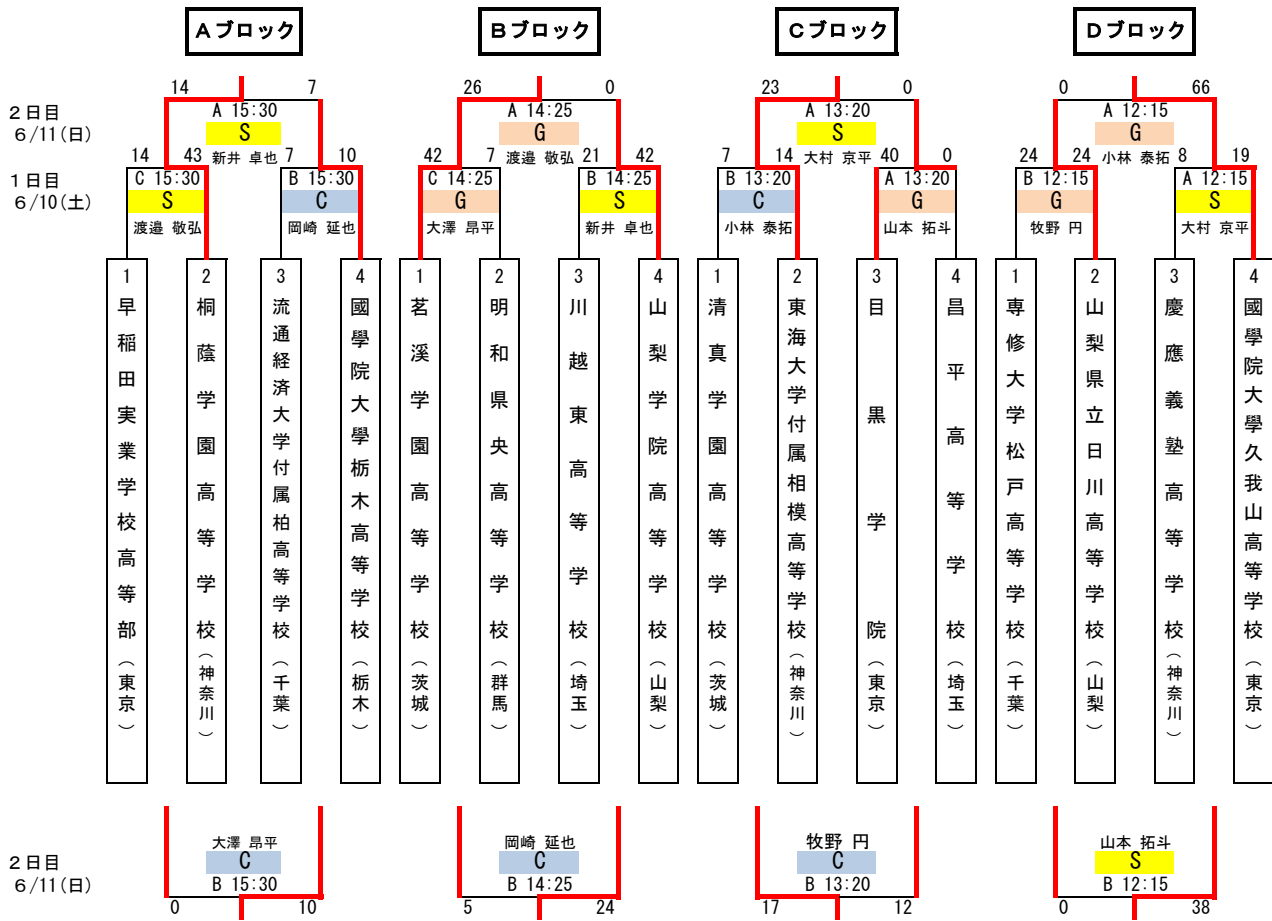 Aブロック
Bブロック
Cブロック
Dブロック
14 7 26 0 23 0 0 66
2日目
6/11(日)
A 15:30
S
新井 卓也
A 14:25
G
渡邉 敬弘
A 13:20
S
大村 京平
A 12:15
G
小林 泰拓
14 43 7 10 42 7 21 42 7 14 40 0 24 24 8 19
1日目
6/10(土)
C 15:30
S
渡邉 敬弘
B 15:30
C
岡崎 延也
C 14:25
G
大澤 昂平
B 14:25
S
新井 卓也
B 13:20
C
小林 泰拓
A 13:20
G
山本 拓斗
B 12:15
G
牧野 円
A 12:15
S
大村 京平
1 早稲田実業学校高等部(東京)
2 桐蔭学園高等学校(神奈川)
3 流通経済大学付属柏高等学校(千葉)
4 國學院大學栃木高等学校(栃木)
1 茗溪学園高等学校(茨城)
2 明和県央高等学校(群馬)
3 川越東高等学校(埼玉)
4 山梨学院高等学校(山梨)
1 清真学園高等学校(茨城)
2 東海大学付属相模高等学校(神奈川)
3 目黒学院(東京)
4 昌平高等学校(埼玉)
1 専修大学松戸高等学校(千葉)
2 山梨県立日川高等学校(山梨)
3 慶應義塾高等学校(神奈川)
4 國學院大學久我山高等学校(東京)
2日目
6/11(日)
大澤 昂平
C
B 15:30
0 10
岡崎 延也
C
B 14:25
5 24
牧野 円
C
B 13:20
17 12
山本 拓斗
S
B 12:15
0 38